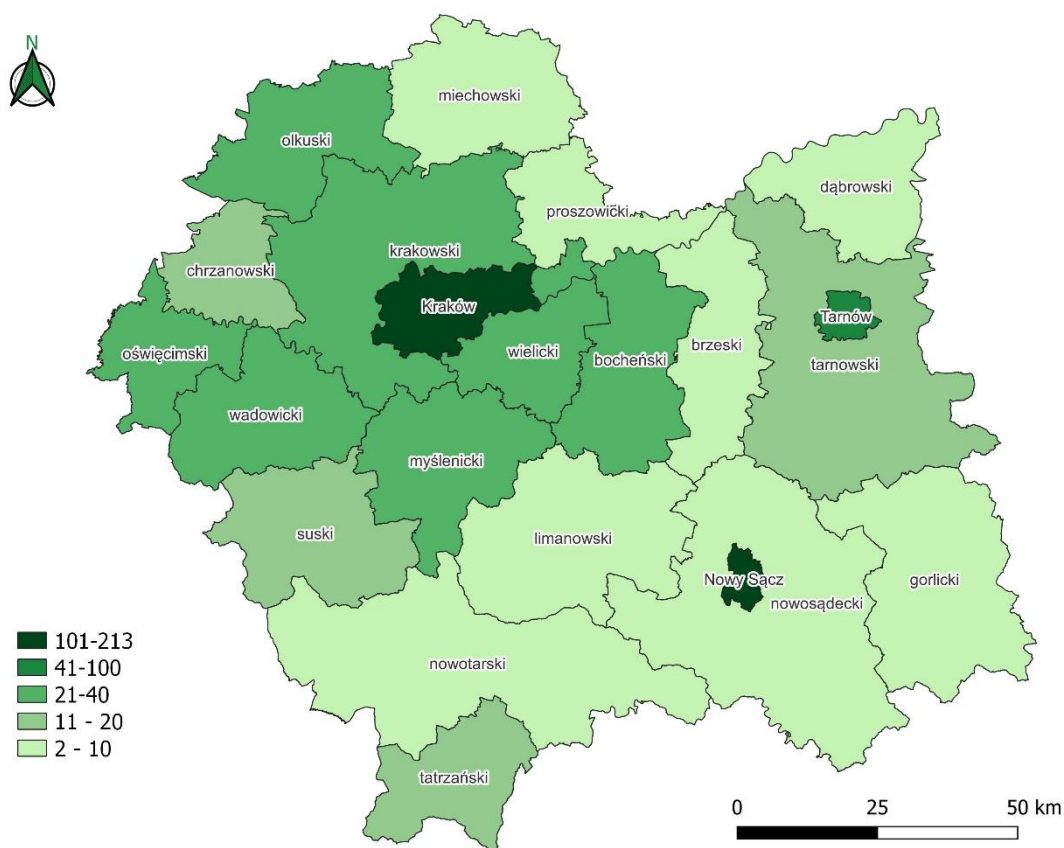 N
miechowski
olkuski
dąbrowski
proszowicki
krakowski
chrzanowski
Kraków
Tarnów
brzeski
oświęcimski
wielicki
bocheński
tarnowski
wadowicki
myślenicki
suski
limanowski
Nowy Sącz
gorlicki
nowosądecki
nowotarski
tatrzański
101-213
41-100
21-40
11 - 20
2 - 10
0 25 50 km